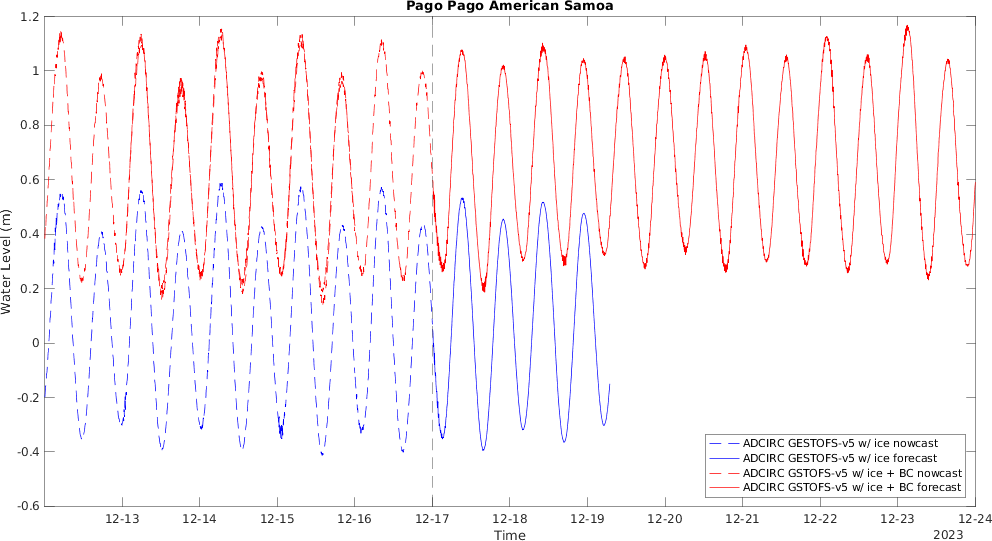 Pago Pago American Samoa
1.2
1
0.8
0.6
0.4
0.2
0
-0.2
-0.4
-0.6
Water Level (m)
12-13 12-14 12-15 12-16 12-17 12-18 12-19 12-20 12-21 12-22 12-23 12-24
Time
2023
ADCIRC GESTOFS-v5 w/ ice nowcast
ADCIRC GESTOFS-v5 w/ ice forecast
ADCIRC GSTOFS-v5 w/ ice + BC nowcast
ADCIRC GSTOFS-v5 w/ ice + BC forecast